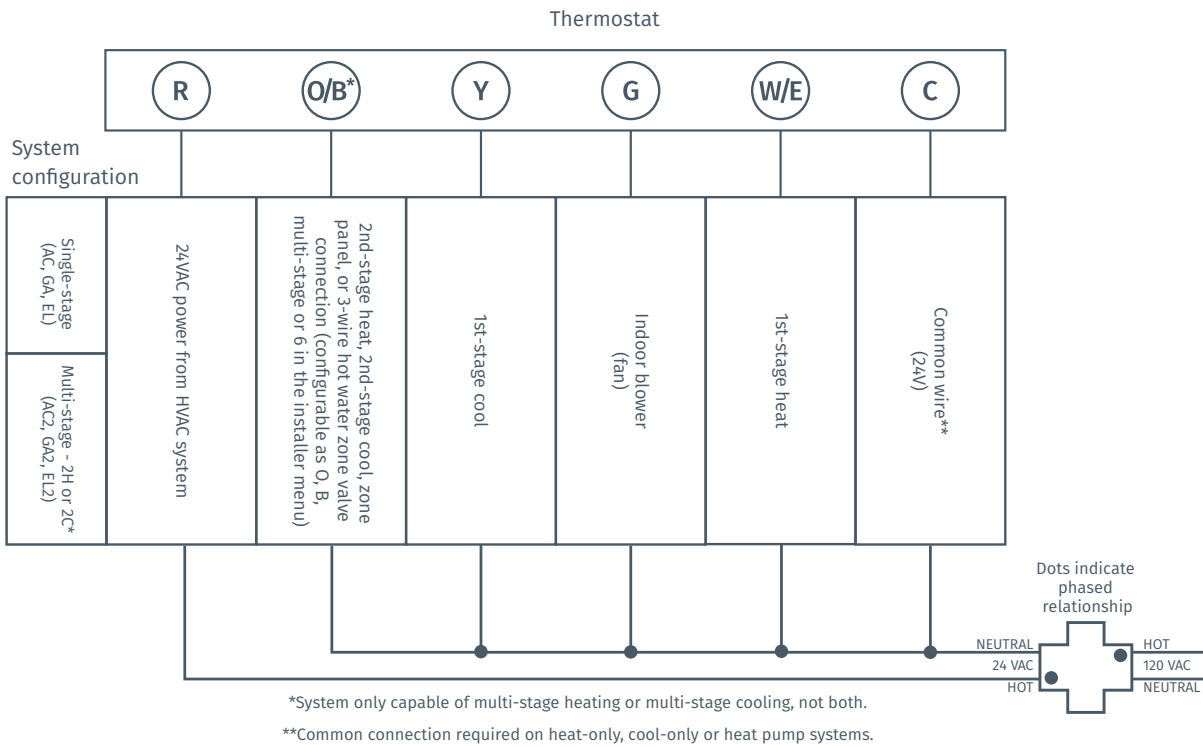 Thermostat
R
O/B*
Y
G
W/E
C
System
configuration
Single-stage
(AC, GA, EL)
Multi-stage - 2H or 2C*
(AC2, GA2, EL2)
24VAC power from HVAC system
2nd-stage heat, 2nd-stage cool, zone
panel, or 3-wire hot water zone valve
connection (configurable as O, B,
multi-stage or 6 in the installer menu)
1st-stage cool
Indoor blower
(fan)
1st-stage heat
Common wire**
(24V)
Dots indicate
phased
relationship
NEUTRAL
24 VAC
HOT
HOT
120 VAC
NEUTRAL
*System only capable of multi-stage heating or multi-stage cooling, not both.
**Common connection required on heat-only, cool-only or heat pump systems.